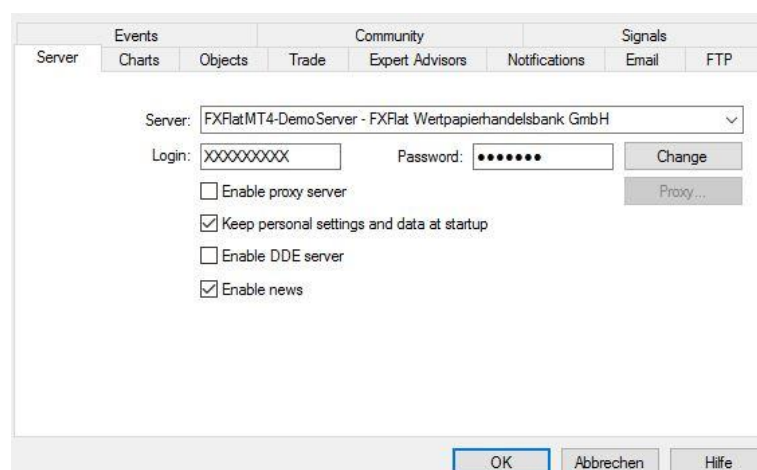 Events Community Signals
Server Charts Objects Trade Expert Advisors Notifications Email FTP
Server: FXFlatMT4-DemoServer - FXFlat Wertpapierhandelsbank GmbH
Login: XXXXXXXXX Password: ●●●●●●● Change
Enable proxy server Proxy...
Keep personal settings and data at startup
Enable DDE server
Enable news
OK Abbrechen Hilfe